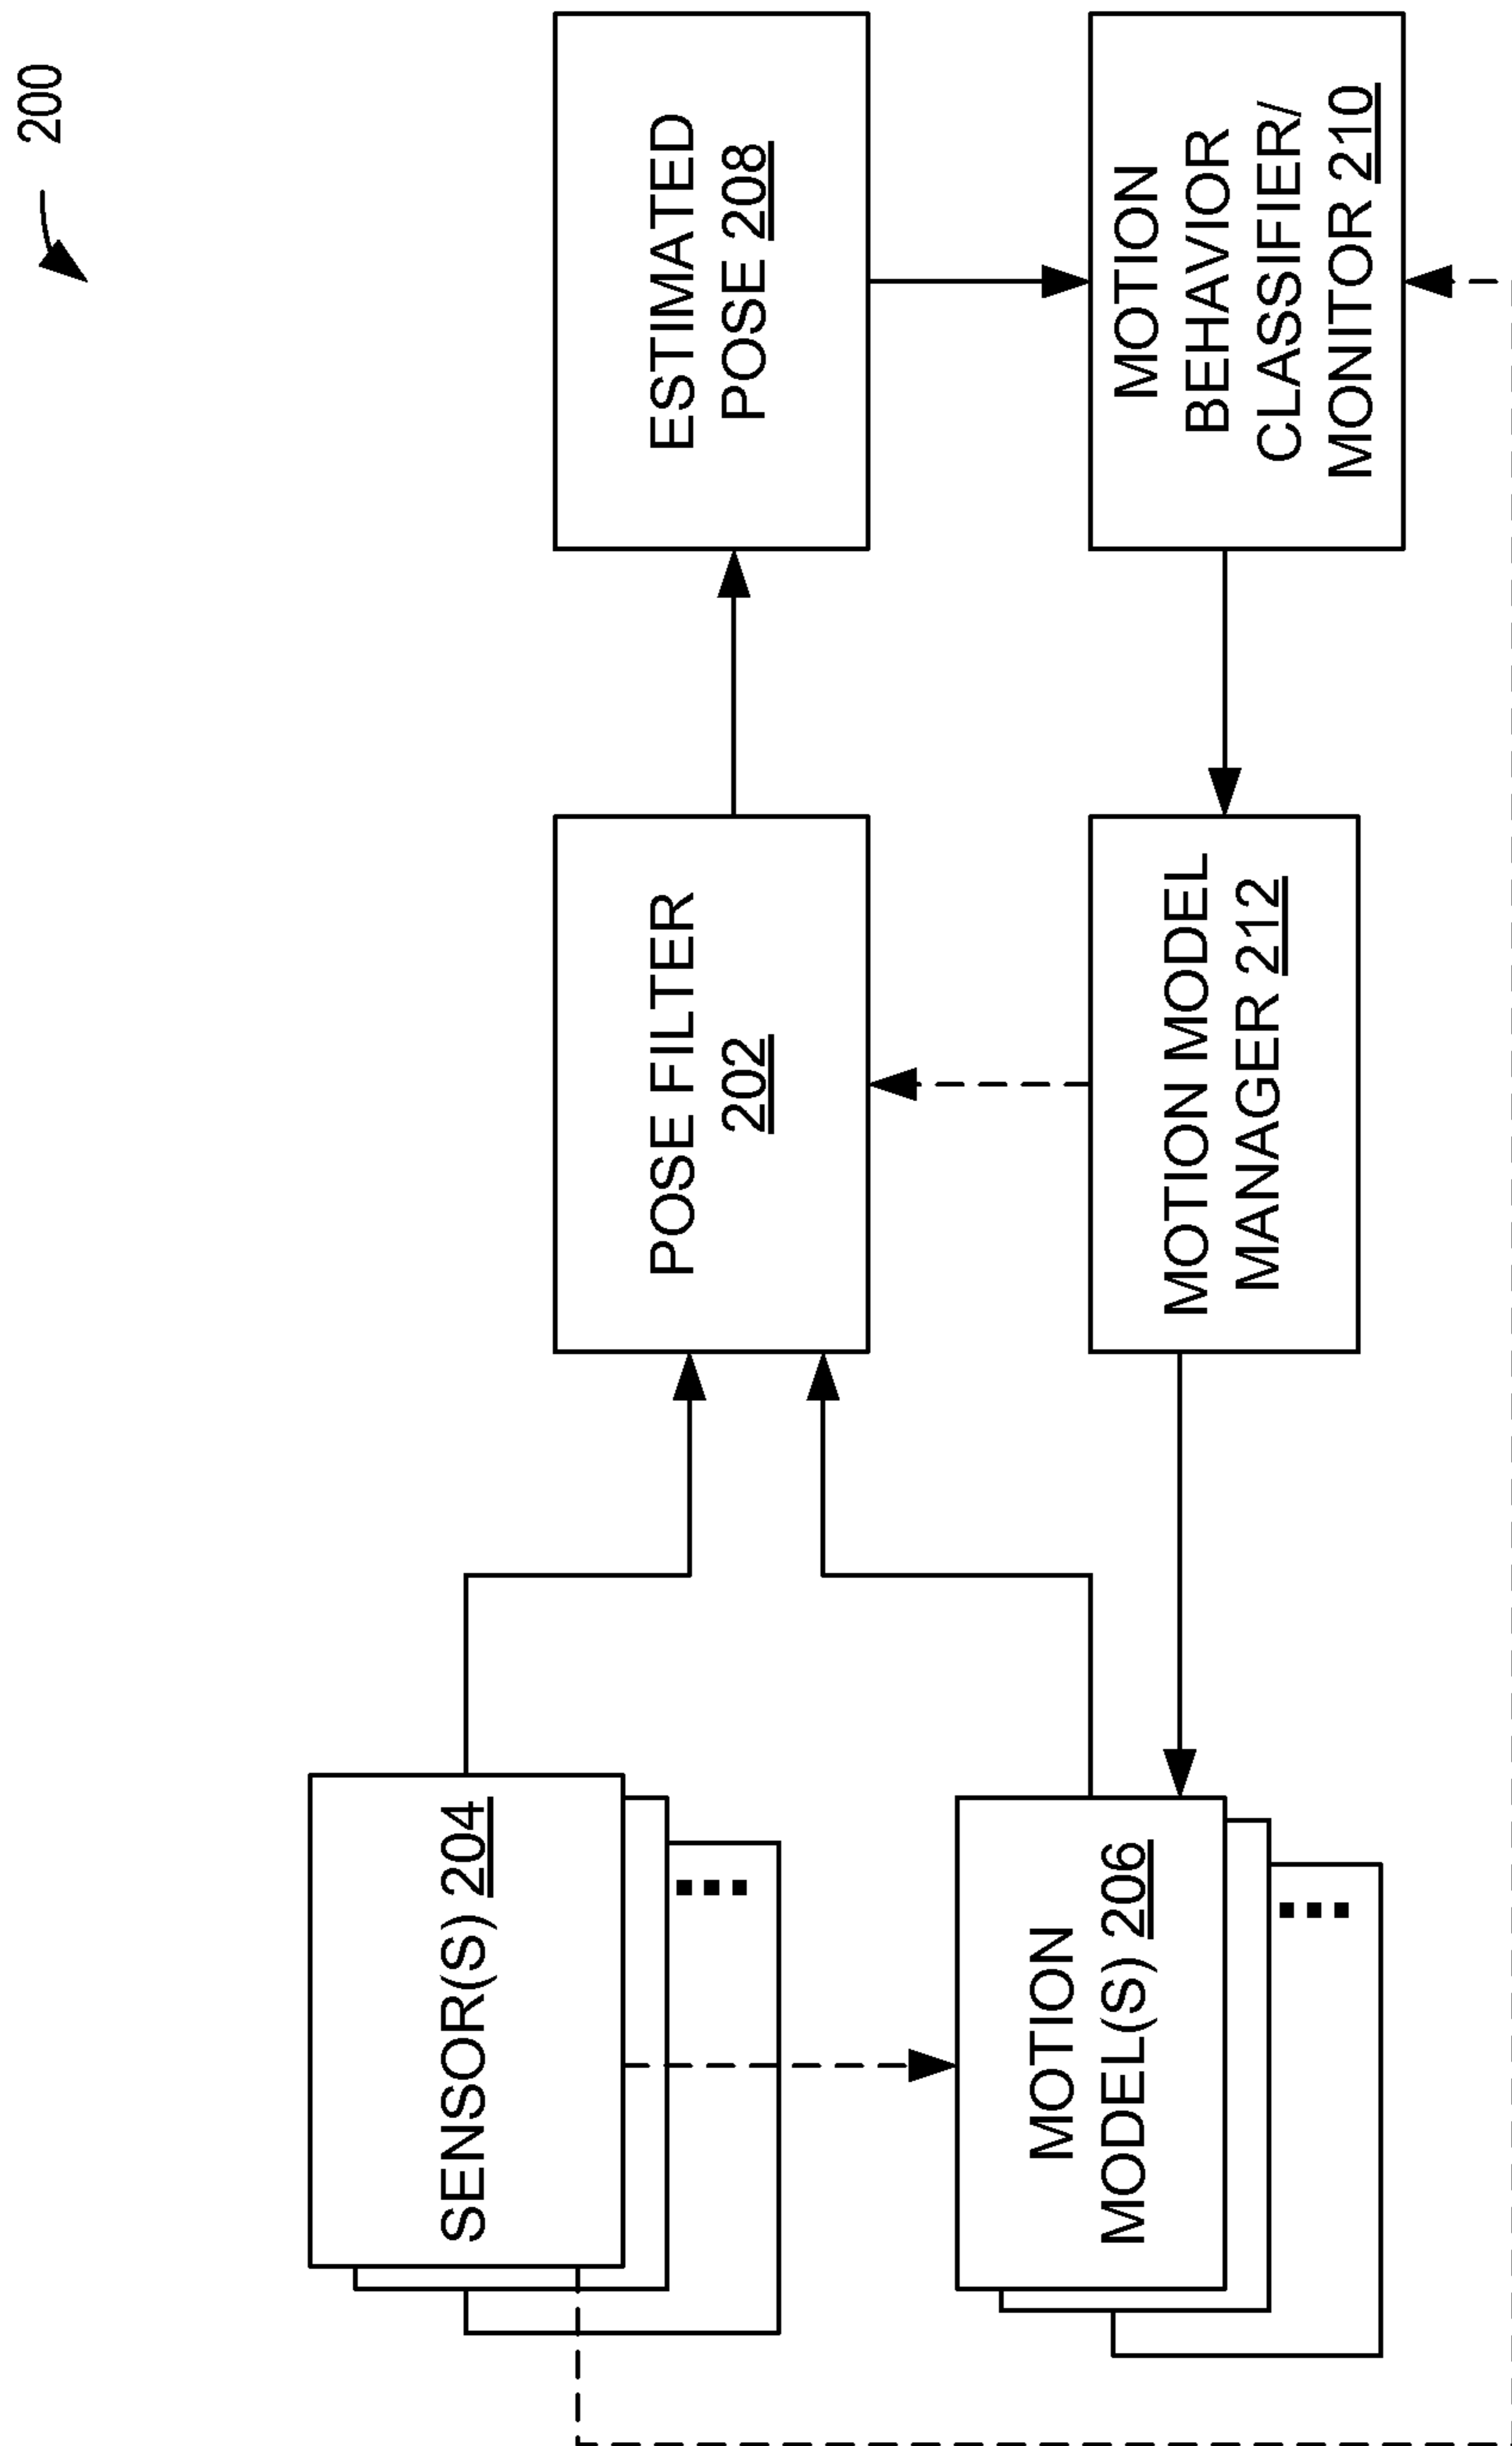 200
SENSOR(S) 204
POSE FILTER
202
ESTIMATED
POSE 208
MOTION
MODEL(S) 206
MOTION MODEL
MANAGER 212
MOTION
BEHAVIOR
CLASSIFIER/
MONITOR 210